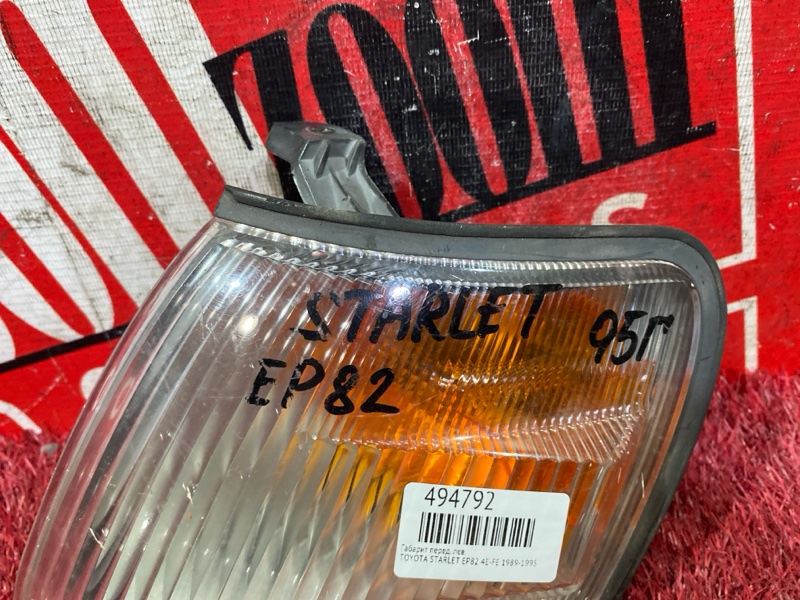 STARLET
95г
EP82
494792
Габарит перед. лев.
TOYOTA STARLET EP82 4E-FE 1989-1995